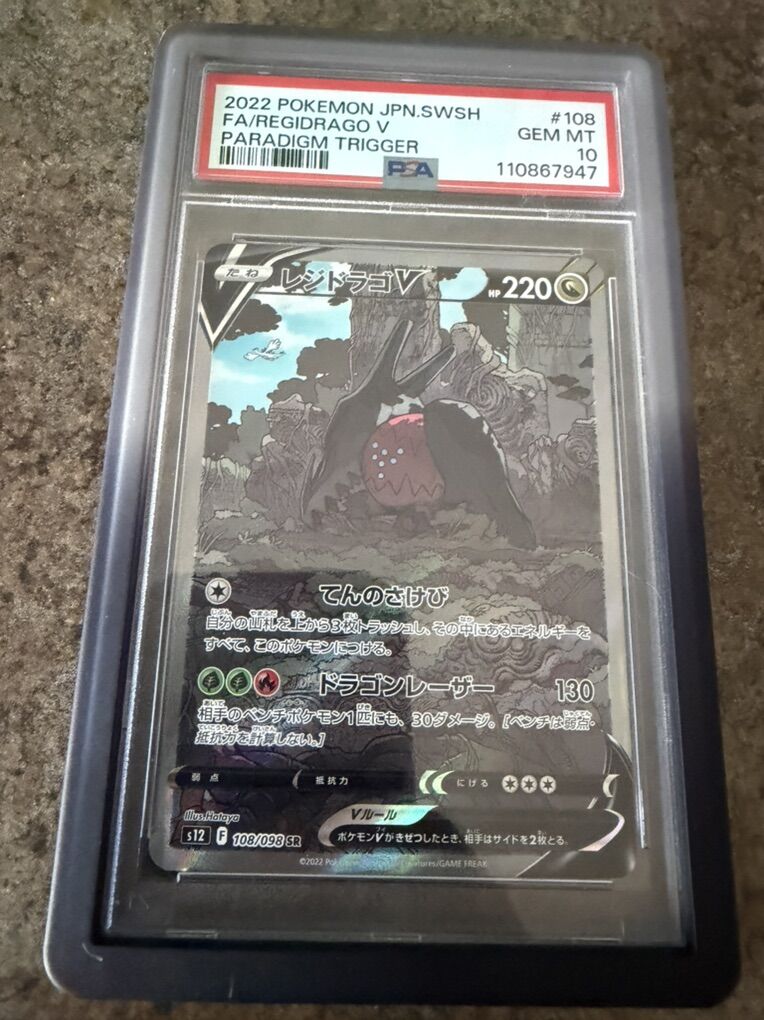 2022 POKEMON JPN.SWSH #108
FA/REGIDRAGO V GEM MT
PARADIGM TRIGGER 10
PSA 110867947
たね レジドラゴV HP 220
てんのさけび
自分の山札を上から3枚トラッシュし、その中にあるエネルギーを
すべて、このポケモンにつける。
ドラゴンレーザー 130
相手のベンチポケモン1匹にも、30ダメージ。[ベンチは弱点・
抵抗力を計算しない。]
弱点 抵抗力 にげる
Illus.Hataya
Vルール
s12 F 108/098 SR ポケモンVがきぜつしたとき、相手はサイドを2枚とる。
©2022 Pokémon/Nintendo/Creatures/GAME FREAK